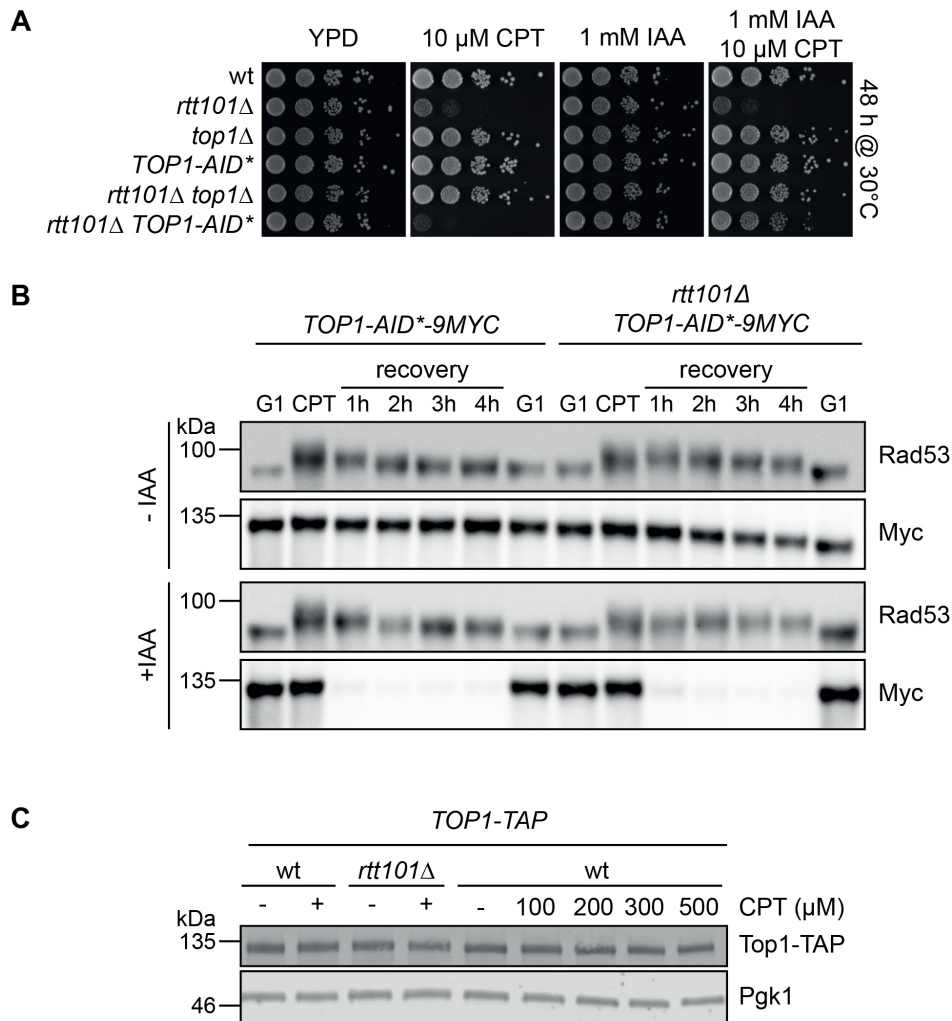 A
YPD
10 µM CPT
1 mM IAA
1 mM IAA
10 µM CPT
wt
rtt101Δ
top1Δ
TOP1-AID*
rtt101Δ top1Δ
rtt101Δ TOP1-AID*
48 h @ 30°C
B
TOP1-AID*-9MYC
rtt101Δ
TOP1-AID*-9MYC
recovery
recovery
kDa
G1 CPT 1h 2h 3h 4h G1 G1 CPT 1h 2h 3h 4h G1
- IAA
100
Rad53
135
Myc
+IAA
100
Rad53
135
Myc
C
TOP1-TAP
wt
rtt101Δ
wt
kDa
- + - + - 100 200 300 500 CPT (µM)
135
Top1-TAP
46
Pgk1